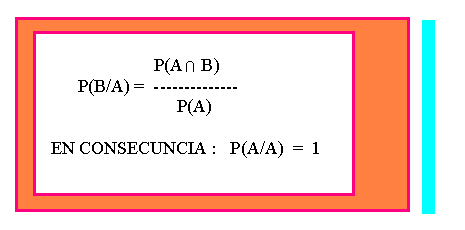 P(A∩ B)
P(B/A) = --------------
P(A)
EN CONSECUNCIA : P(A/A) = 1